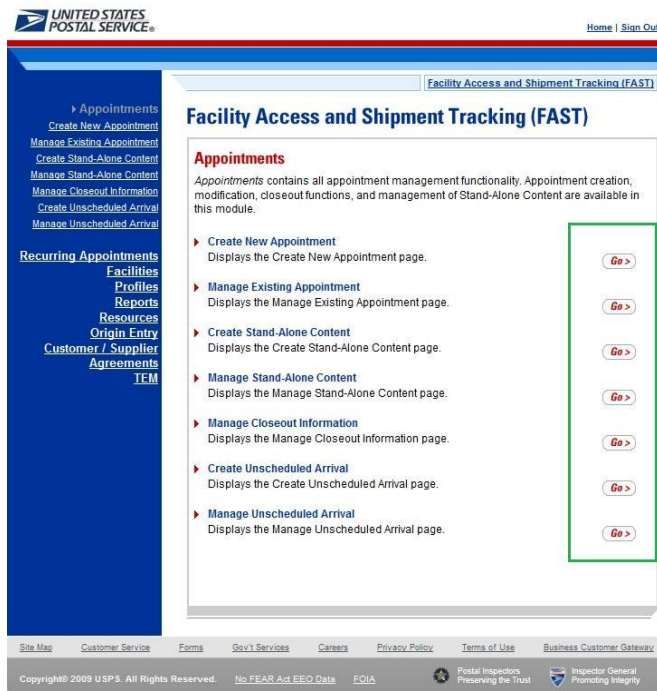 UNITED STATES
POSTAL SERVICE®
Home | Sign Out
Facility Access and Shipment Tracking (FAST)
Appointments
Create New Appointment
Manage Existing Appointment
Create Stand-Alone Content
Manage Stand-Alone Content
Manage Closeout Information
Create Unscheduled Arrival
Manage Unscheduled Arrival
Recurring Appointments
Facilities
Profiles
Reports
Resources
Origin Entry
Customer / Supplier
Agreements
TEM
Facility Access and Shipment Tracking (FAST)
Appointments
Appointments contains all appointment management functionality. Appointment creation,
modification, closeout functions, and management of Stand-Alone Content are available in
this module.
Create New Appointment
Displays the Create New Appointment page.
Go >
Manage Existing Appointment
Displays the Manage Existing Appointment page.
Go >
Create Stand-Alone Content
Displays the Create Stand-Alone Content page.
Go >
Manage Stand-Alone Content
Displays the Manage Stand-Alone Content page.
Go >
Manage Closeout Information
Displays the Manage Closeout Information page.
Go >
Create Unscheduled Arrival
Displays the Create Unscheduled Arrival page.
Go >
Manage Unscheduled Arrival
Displays the Manage Unscheduled Arrival page.
Go >
Site Map Customer Service Forms Gov't Services Careers Privacy Policy Terms of Use Business Customer Gateway
Copyright© 2009 USPS. All Rights Reserved. No FEAR Act EEO Data FOIA
Postal Inspectors
Preserving the Trust
Inspector General
Promoting Integrity